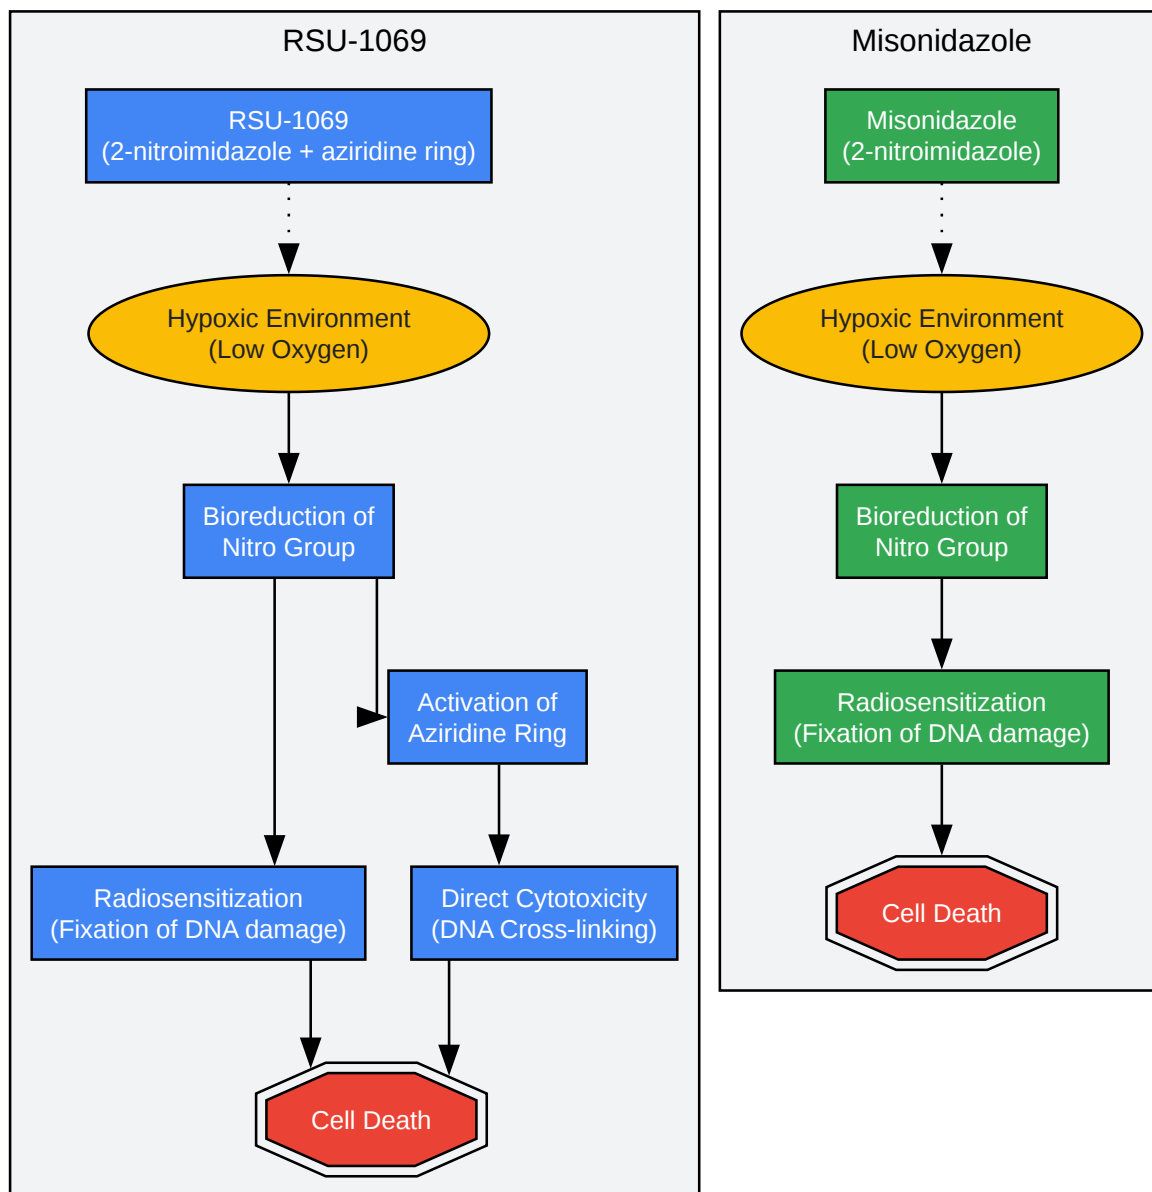 RSU-1069
RSU-1069
(2-nitroimidazole + aziridine ring)
Hypoxic Environment
(Low Oxygen)
Bioreduction of
Nitro Group
Activation of
Aziridine Ring
Radiosensitization
(Fixation of DNA damage)
Direct Cytotoxicity
(DNA Cross-linking)
Cell Death
Misonidazole
Misonidazole
(2-nitroimidazole)
Hypoxic Environment
(Low Oxygen)
Bioreduction of
Nitro Group
Radiosensitization
(Fixation of DNA damage)
Cell Death